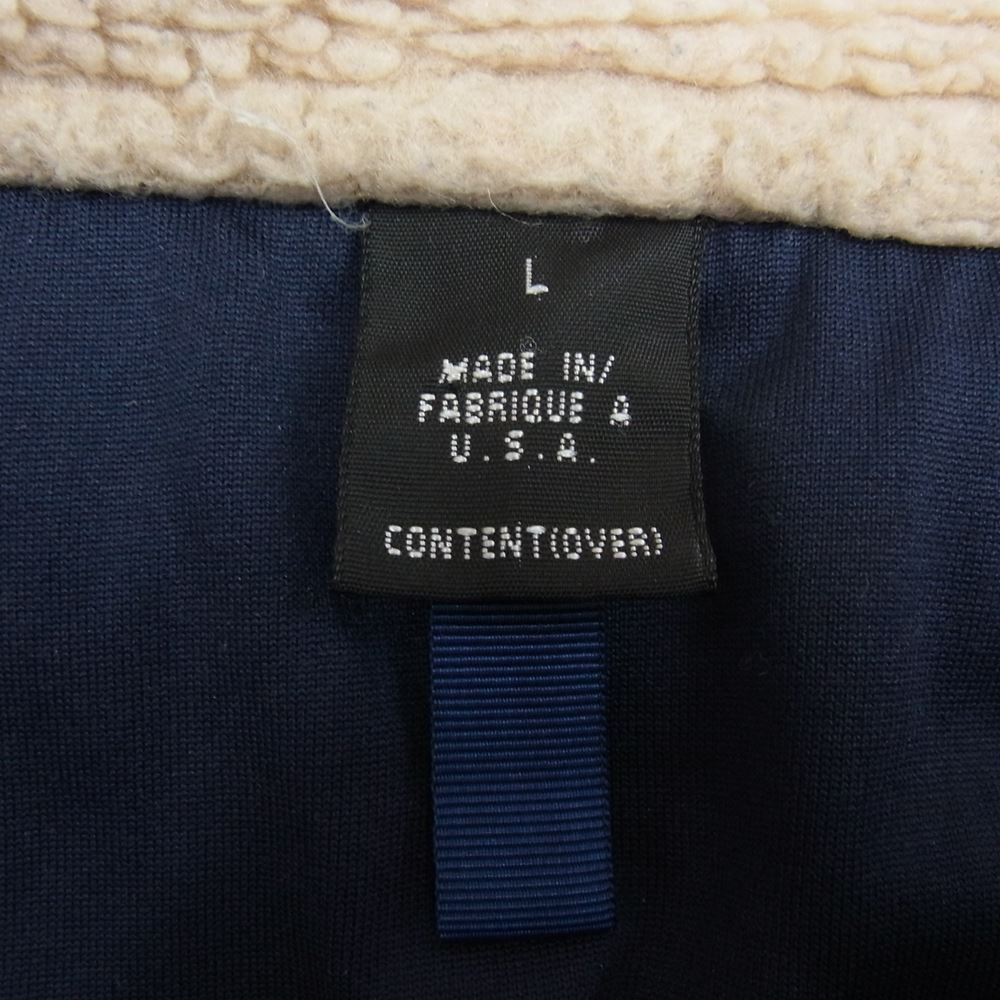 L
MADE IN/
FABRIQUE A
U.S.A.
CONTENT(OVER)